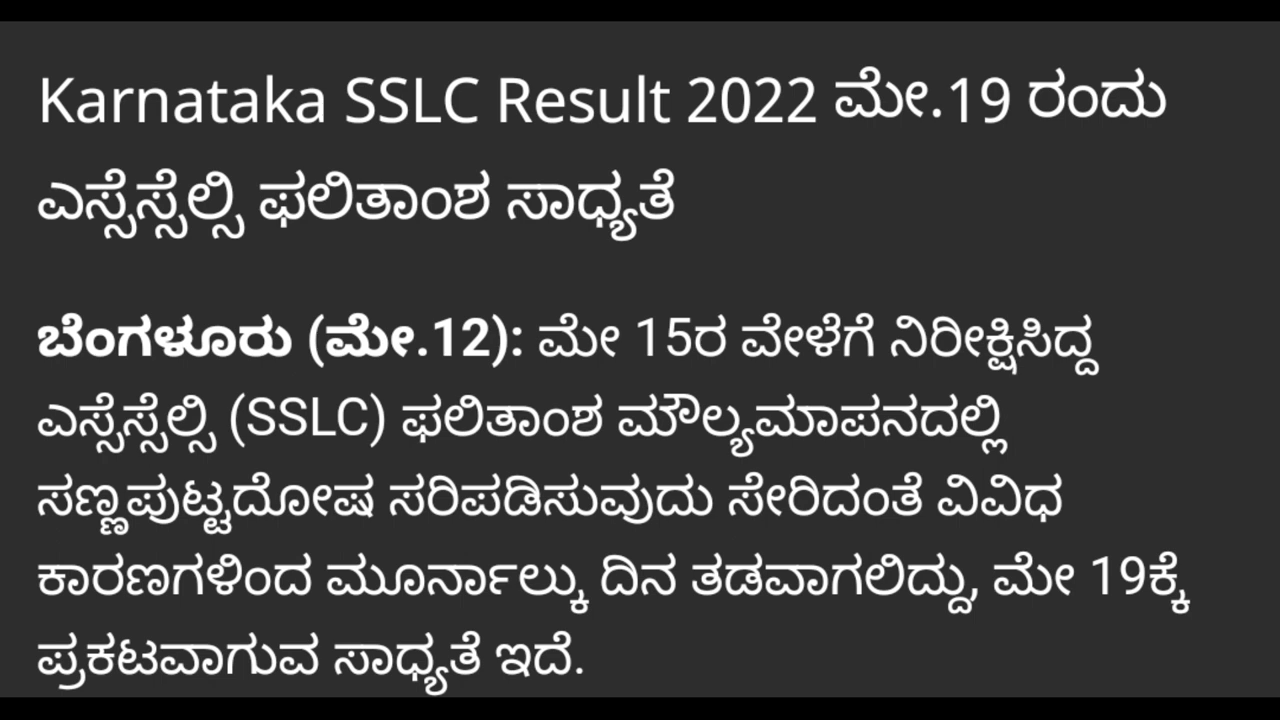 Karnataka SSLC Result 2022 ಮೇ.19 ರಂದು
ಎಸ್ಸೆಸ್ಸೆಲ್ಸಿ ಫಲಿತಾಂಶ ಸಾಧ್ಯತೆ
ಬೆಂಗಳೂರು (ಮೇ.12): ಮೇ 15ರ ವೇಳೆಗೆ ನಿರೀಕ್ಷಿಸಿದ್ದ
ಎಸ್ಸೆಸ್ಸೆಲ್ಸಿ (SSLC) ಫಲಿತಾಂಶ ಮೌಲ್ಯಮಾಪನದಲ್ಲಿ
ಸಣ್ಣಪುಟ್ಟದೋಷ ಸರಿಪಡಿಸುವುದು ಸೇರಿದಂತೆ ವಿವಿಧ
ಕಾರಣಗಳಿಂದ ಮೂರ್ನಾಲ್ಕು ದಿನ ತಡವಾಗಲಿದ್ದು, ಮೇ 19ಕ್ಕೆ
ಪ್ರಕಟವಾಗುವ ಸಾಧ್ಯತೆ ಇದೆ.